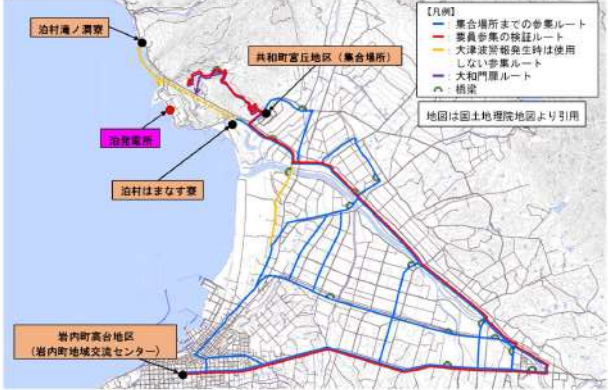 泊村滝ノ澗寮
共和町宮丘地区（集合場所）
【凡例】
：集合場所までの参集ルート
：要員参集の検証ルート
：大津波警報発生時は使用
しない参集ルート
：大和門扉ルート
：橋梁
地図は国土地理院地図より引用
泊発電所
泊村はまなす寮
岩内町高台地区
（岩内町地域交流センター）